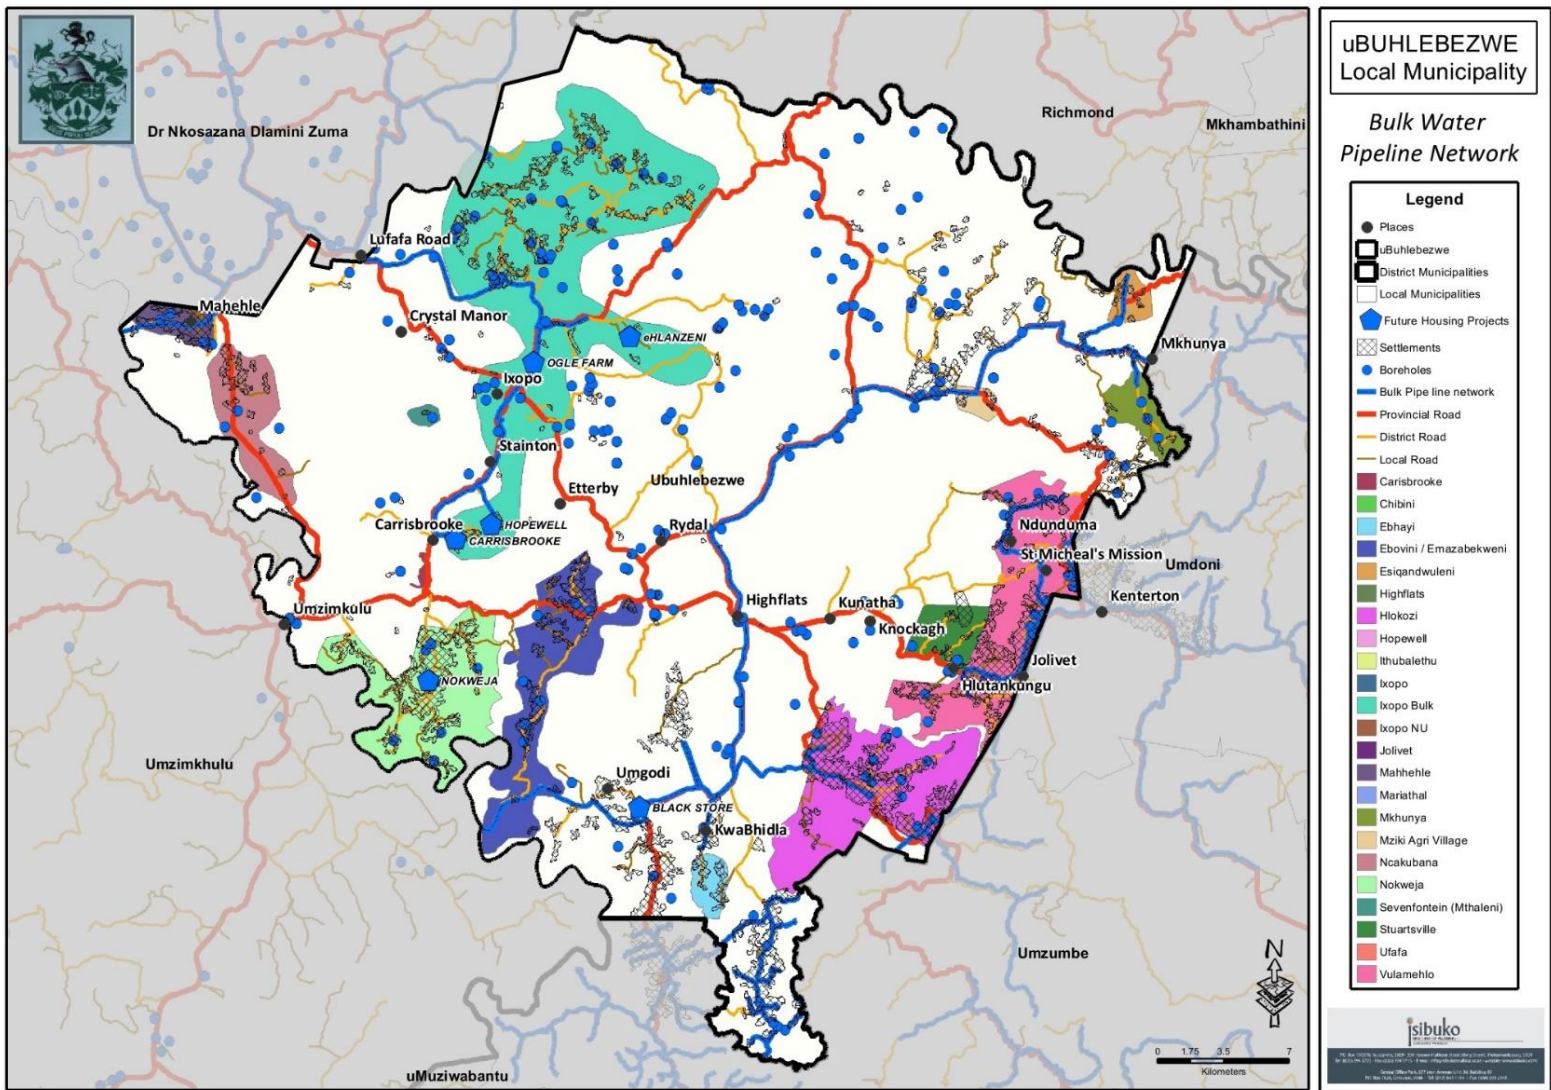 Dr Nkosazana Dlamini Zuma
Richmond
Mkhambathini
Lufafa Road
Mahehle
Crystal Manor
eHLANZENI
OGLE FARM
Mkhunya
Ixopo
Stainton
Ubuhlebezwe
Etterby
Carrisbrooke
HOPEWELL
CARRISBROOKE
Rydal
Ndunduma
St Micheal's Mission
Umdoni
Umzimkulu
Highflats
Kunatha
Knockagh
Kenterton
NOKWEJA
Jolivet
Hlutankungu
Umzimkhulu
Umgodi
BLACK STORE
KwaBhidla
Umzumbe
uMuziwabantu
N
0 1.75 3.5 7
Kilometers
uBUHLEBEZWE
Local Municipality
Bulk Water
Pipeline Network
Legend
Places
uBuhlebezwe
District Municipalities
Local Municipalities
Future Housing Projects
Settlements
Boreholes
Bulk Pipe line network
Provincial Road
District Road
Local Road
Carisbrooke
Chibini
Ebhayi
Ebovini / Emazabekweni
Esiqandwuleni
Highflats
Hlokozi
Hopewell
Ithubalethu
Ixopo
Ixopo Bulk
Ixopo NU
Jolivet
Mahhehle
Mariathal
Mkhunya
Mziki Agri Village
Ncakubana
Nokweja
Sevenfontein (Mthaleni)
Stuartsville
Ufafa
Vulamehlo
isibuko